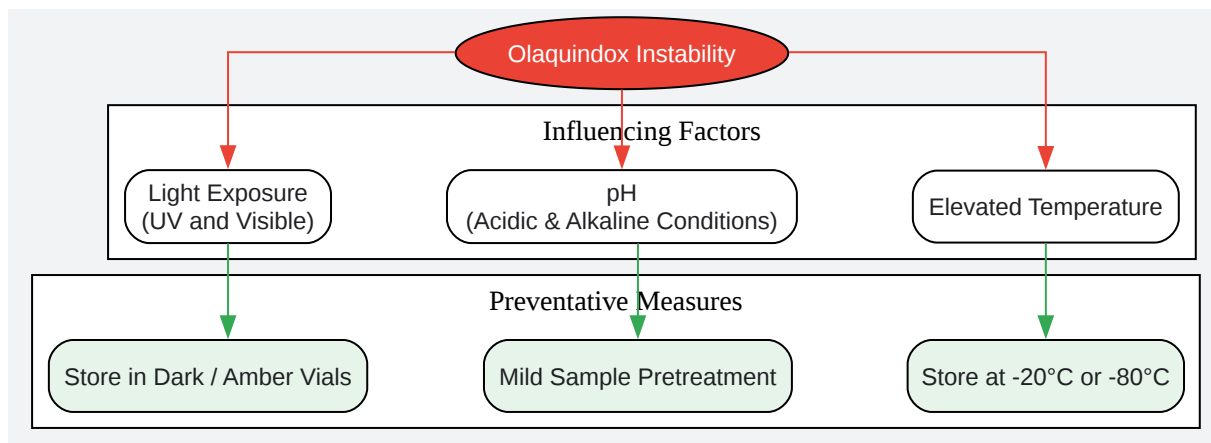 Olaquindox Instability
Influencing Factors
Light Exposure
(UV and Visible)
pH
(Acidic & Alkaline Conditions)
Elevated Temperature
Preventative Measures
Store in Dark / Amber Vials
Mild Sample Pretreatment
Store at -20°C or -80°C